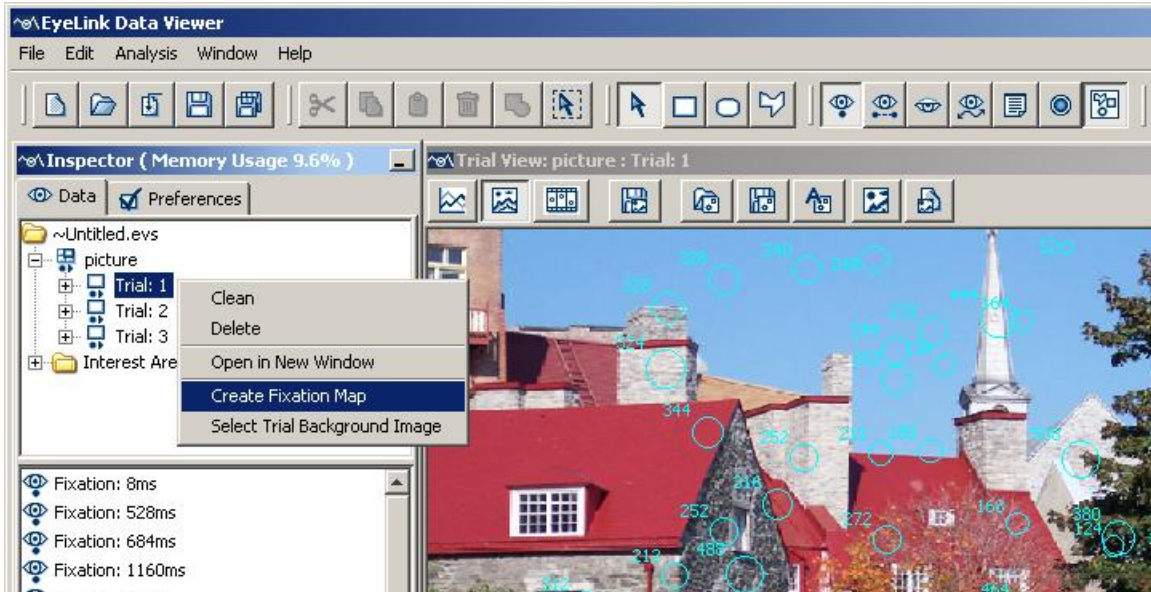 EyeLink Data Viewer
File Edit Analysis Window Help
Inspector ( Memory Usage 9.6% )
Trial View: picture : Trial: 1
Data Preferences
~Untitled.evs
picture
Trial: 1
Trial: 2
Trial: 3
Interest Are
Clean
Delete
Open in New Window
Create Fixation Map
Select Trial Background Image
Fixation: 8ms
Fixation: 528ms
Fixation: 684ms
Fixation: 1160ms
344
252
216
252
272
160
380
124
212
488